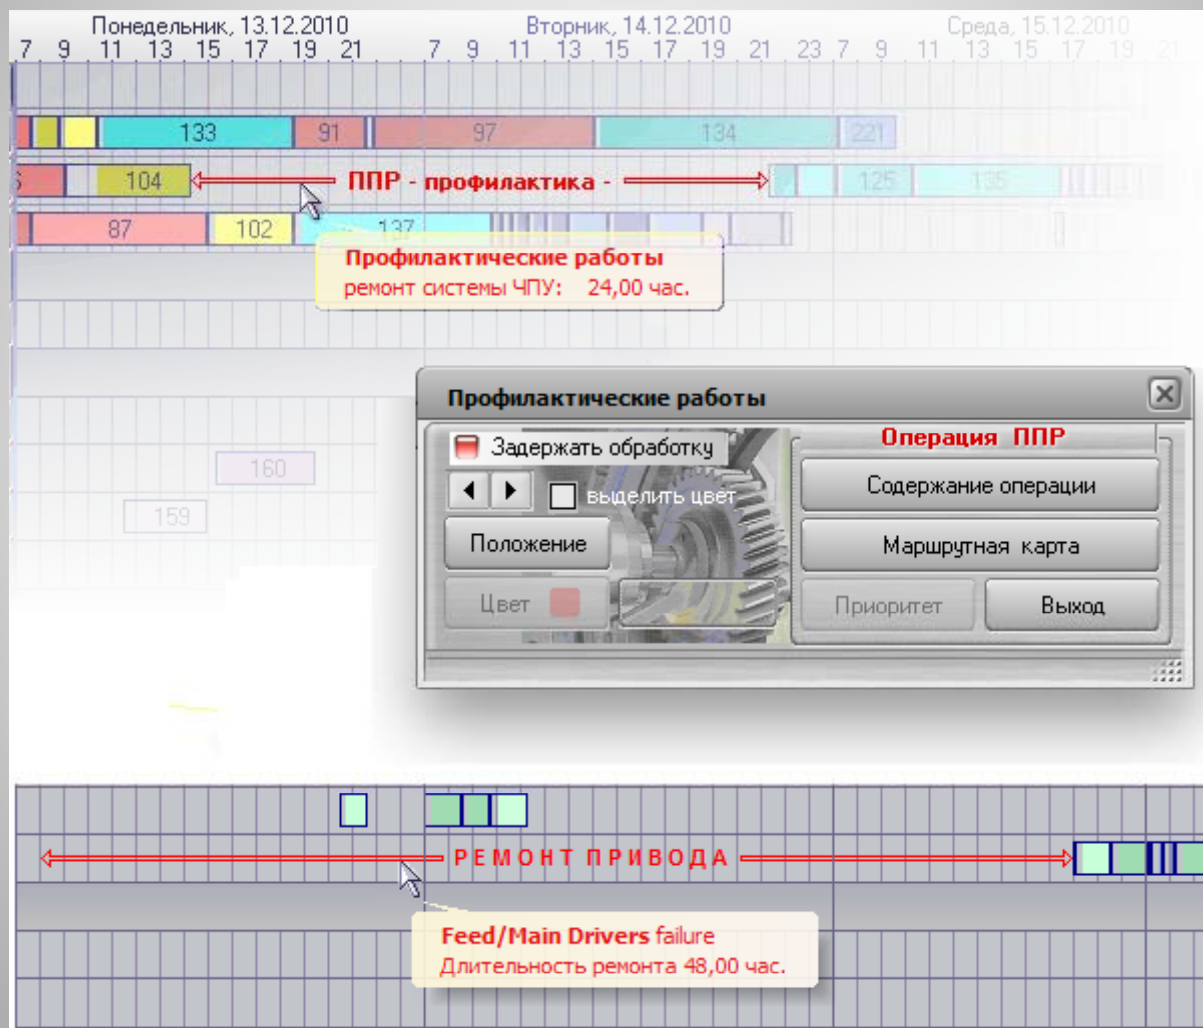 Понедельник, 13.12.2010 Вторник, 14.12.2010 Среда, 15.12.2010
7 9 11 13 15 17 19 21 7 9 11 13 15 17 19 21 23 7 9 11 13 15 17 19 21
133 91 97 134 221
104 ППР - профилактика - 125 135
87 102 137
Профилактические работы
ремонт системы ЧПУ: 24,00 час.
Профилактические работы
Задержать обработку
Операция ППР
выделить цвет
Содержание операции
160
159
Положение
Маршрутная карта
Цвет
Приоритет
Выход
РЕМОНТ ПРИВОДА
Feed/Main Drivers failure
Длительность ремонта 48,00 час.